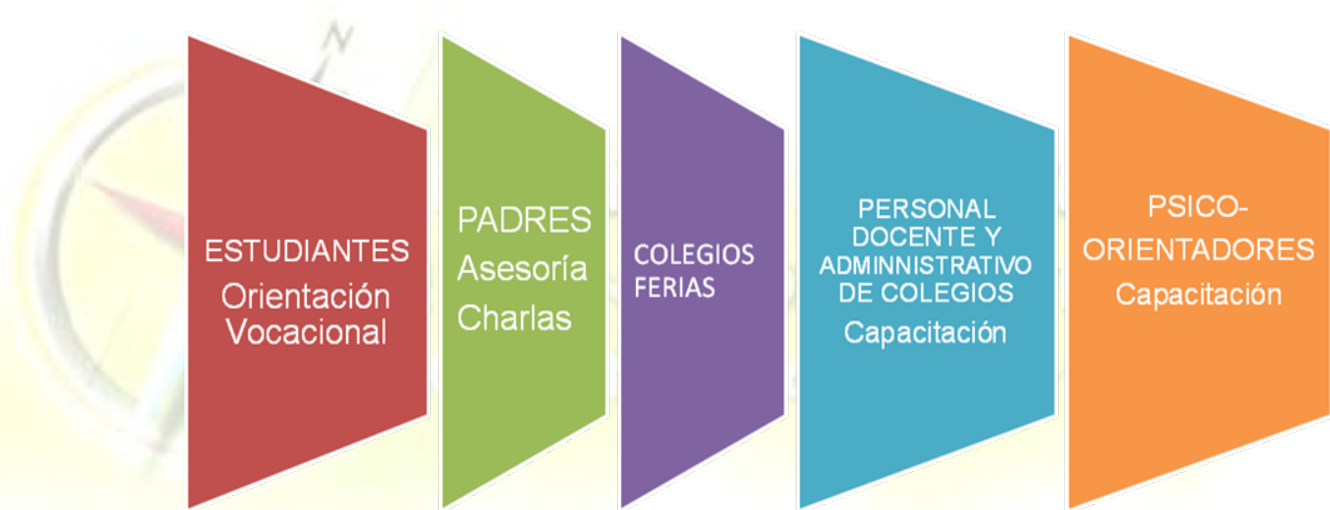 N
ESTUDIANTES
Orientación
Vocacional
PADRES
Asesoría
Charlas
COLEGIOS
FERIAS
PERSONAL
DOCENTE Y
ADMINNISTRATIVO
DE COLEGIOS
Capacitación
PSICO-
ORIENTADORES
Capacitación